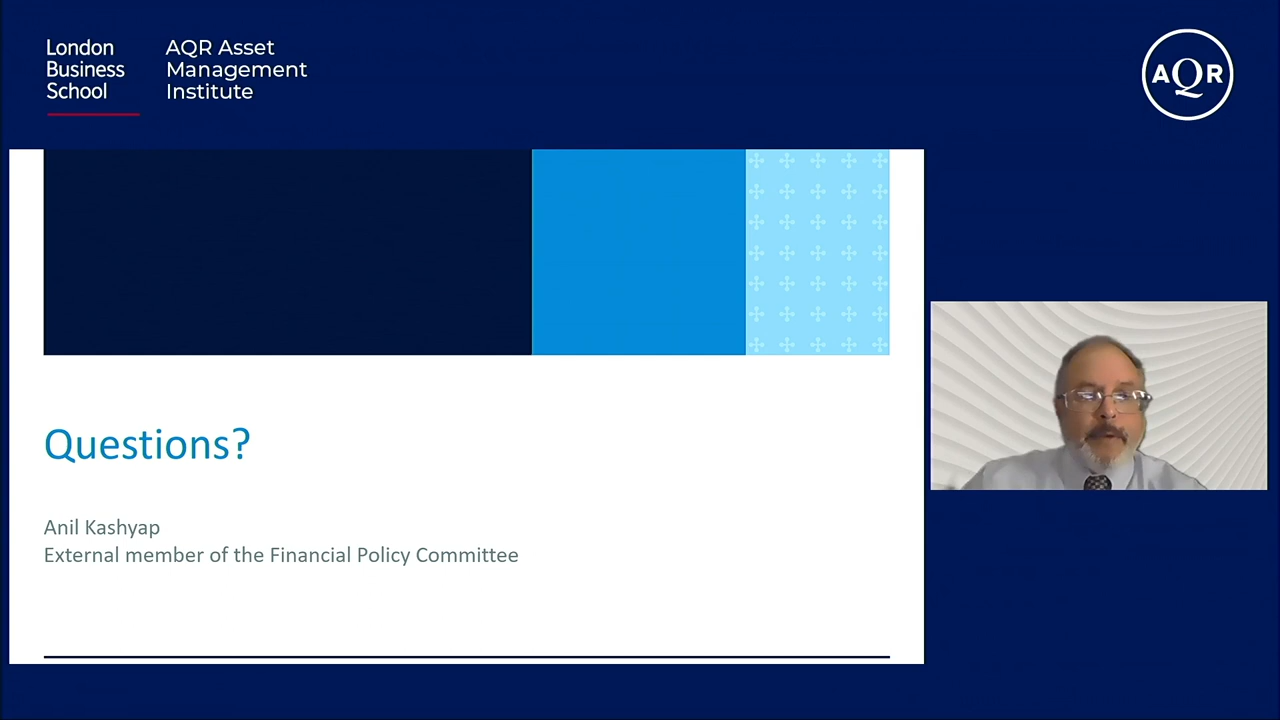 London
Business
School
AQR Asset
Management
Institute
AQR
Questions?
Anil Kashyap
External member of the Financial Policy Committee